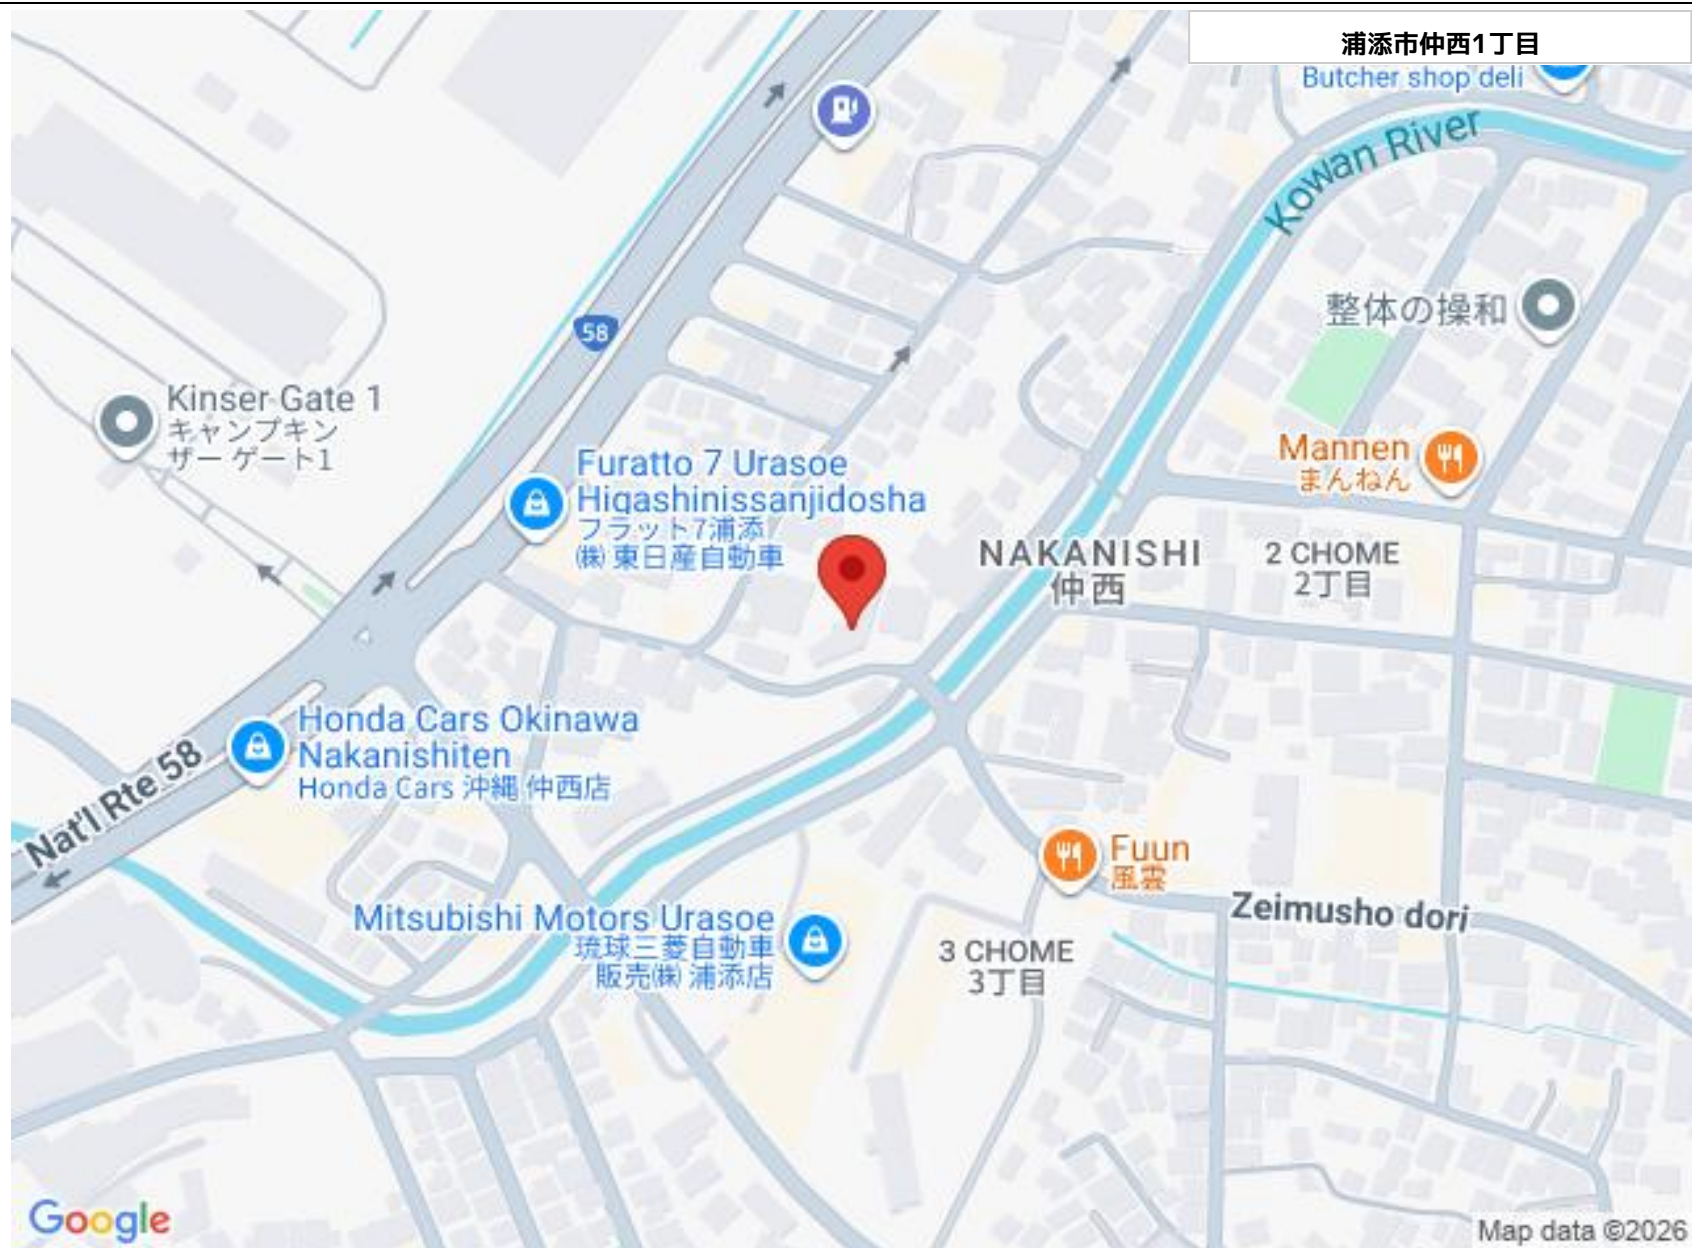 浦添市仲西1丁目
Butcher shop deli
Kowan River
整体の操和
58
Kinser Gate 1
キャンプキン
ザー ゲート1
Mannen
まんねん
Furatto 7 Urasoe
Higashinissanjidosha
フラット7浦添
㈱東日産自動車
NAKANISHI
仲西
2 CHOME
2丁目
Honda Cars Okinawa
Nakanishiten
Honda Cars 沖縄 仲西店
Nat'l Rte 58
Fuun
風雲
Zeimusho dori
Mitsubishi Motors Urasoe
琉球三菱自動車
販売㈱ 浦添店
3 CHOME
3丁目
Google
Map data ©2026